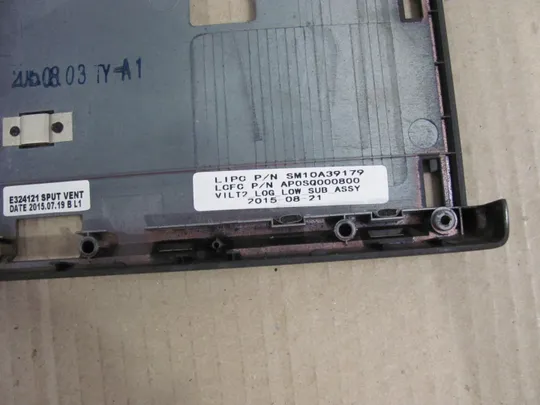 2015.08.03 TY-A1
LIPC P/N SM10A39179
LCFC P/N AP0SQ000800
VILT2 LOG LOW SUB ASSY
2015 08 21
E324121 SPUT VENT
DATE 2015.07.19 B L1